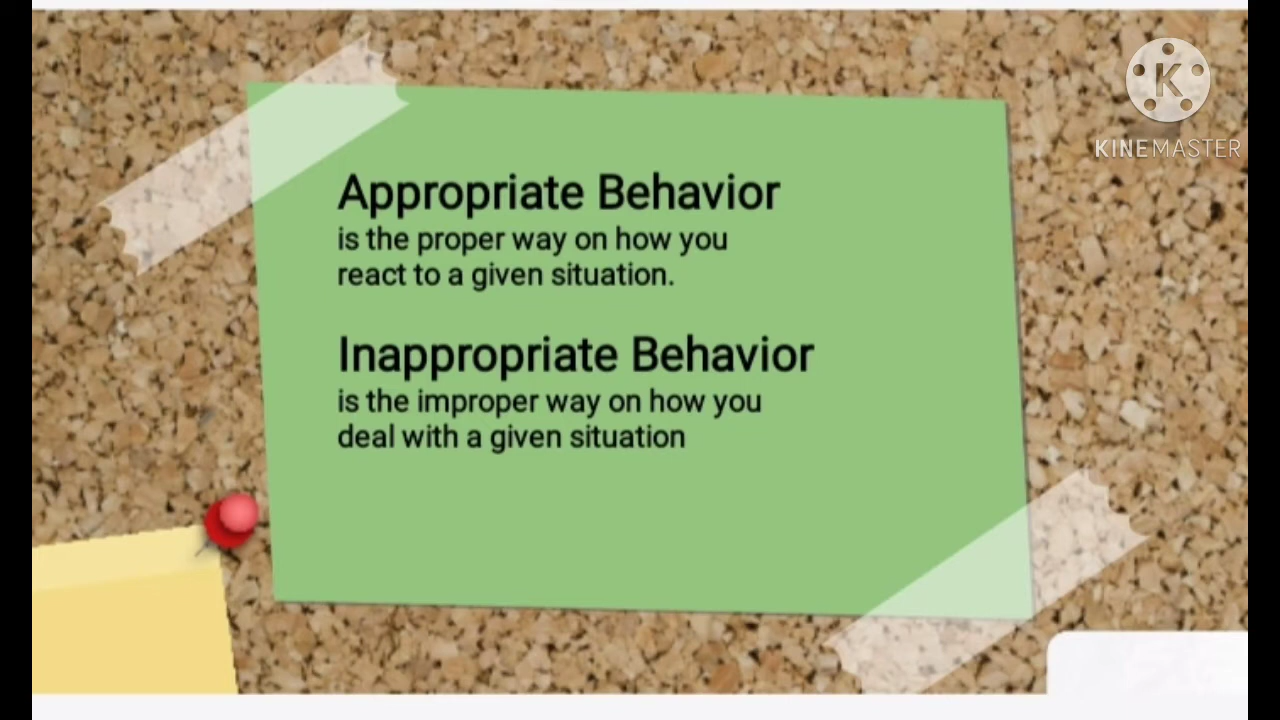 K
KINEMASTER
Appropriate Behavior
is the proper way on how you
react to a given situation.
Inappropriate Behavior
is the improper way on how you
deal with a given situation